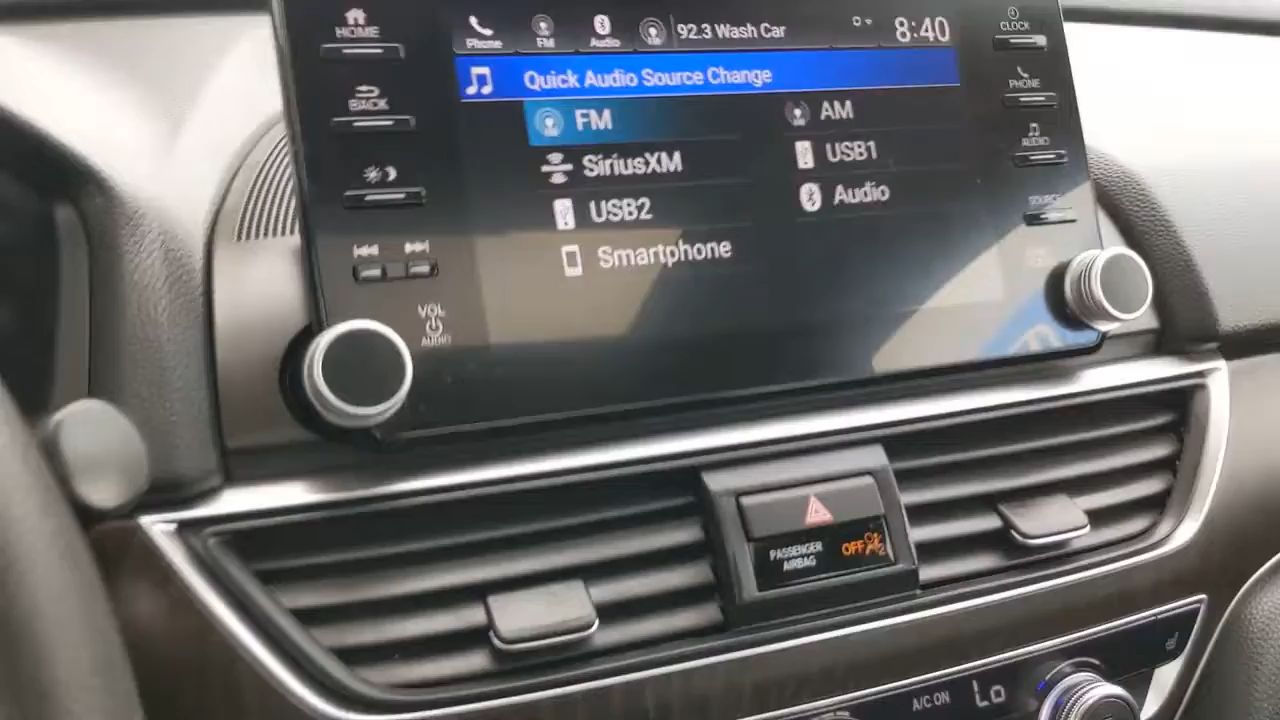 HOME
BACK
VOL
AUDIO
Phone
FM
Audio
92.3 Wash Car
8:40
Quick Audio Source Change
FM
AM
SiriusXM
USB1
USB2
Audio
Smartphone
CLOCK
PHONE
AUDIO
SOURCE
PASSENGER
AIRBAG
OFF
2
A/C ON
Lo